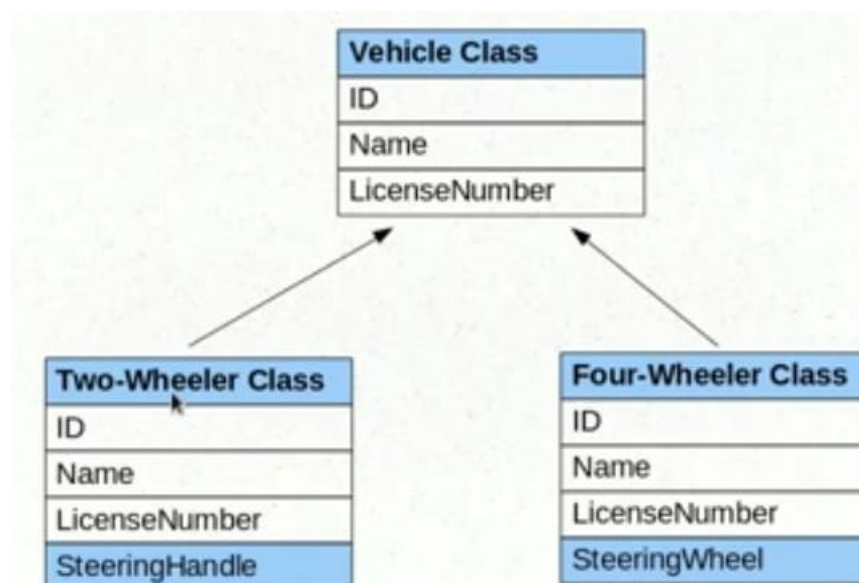 Vehicle Class
ID
Name
LicenseNumber
Two-Wheeler Class
ID
Name
LicenseNumber
SteeringHandle
Four-Wheeler Class
ID
Name
LicenseNumber
SteeringWheel